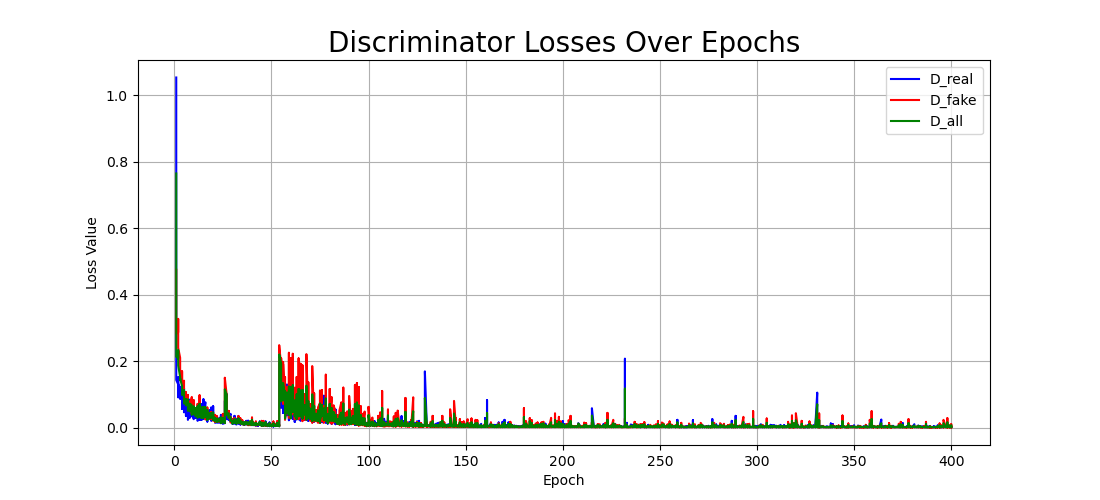 Discriminator Losses Over Epochs
Loss Value
1.0
0.8
0.6
0.4
0.2
0.0
D_real
D_fake
D_all
0 50 100 150 200 250 300 350 400
Epoch